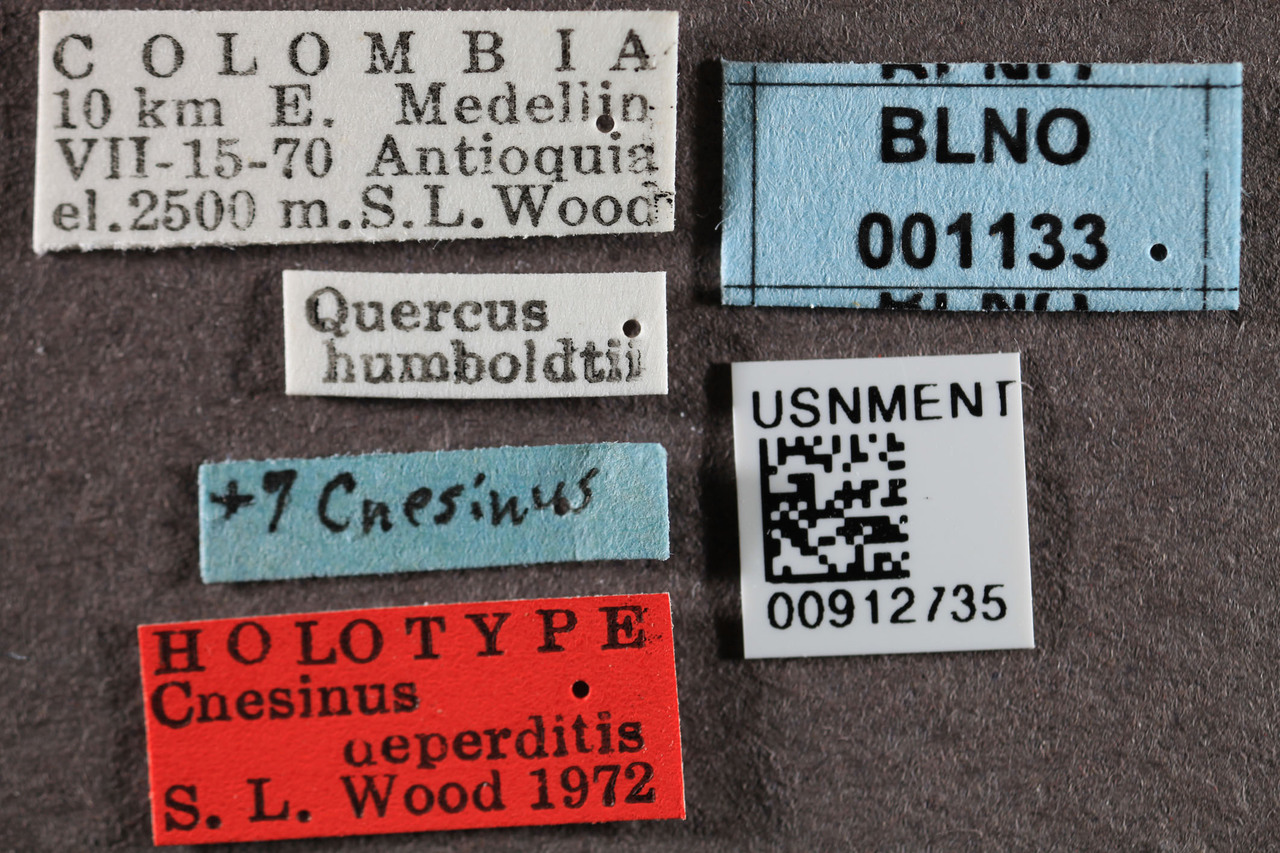 COLOMBIA
10 km E. Medellin
VII-15-70 Antioquia
el.2500 m. S.L. Wood
Quercus
humboldtii
+7 Cnesinus
HOLOTYPE
Cnesinus
deperditis
S. L. Wood 1972
BLNO
001133
USNMENT
00912735